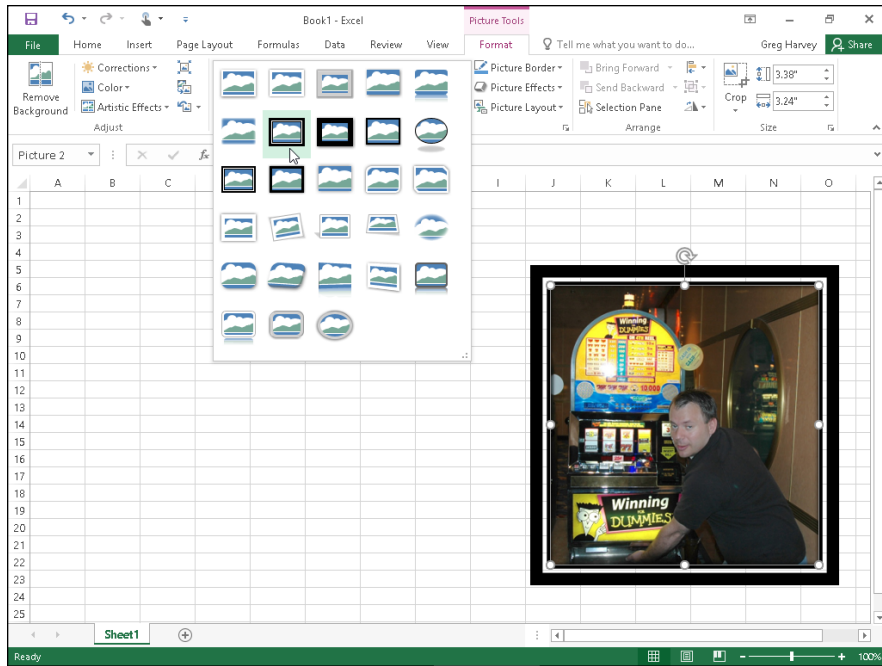 Book1 - Excel
Picture Tools
File
Home
Insert
Page Layout
Formulas
Data
Review
View
Format
Tell me what you want to do...
Greg Harvey
Share
Remove
Background
Corrections
Color
Artistic Effects
Adjust
Picture Border
Picture Effects
Picture Layout
Bring Forward
Send Backward
Selection Pane
Arrange
Crop
3.38"
3.24"
Size
Picture 2
fx
A B C I J K L M N O
1
2
3
4
5
6
7
8
9
10
11
12
13
14
15
16
17
18
19
20
21
22
23
24
25
Winning
FOR
DUMMIES
Winning
FOR
DUMMIES
Sheet1
Ready
100%